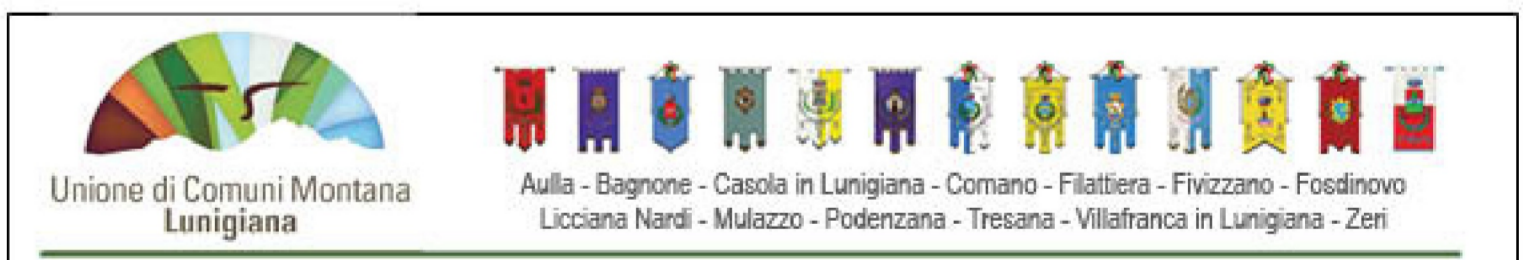 Unione di Comuni Montana
Lunigiana
Aulla - Bagnone - Casola in Lunigiana - Comano - Filattiera - Fivizzano - Fosdinovo
Licciana Nardi - Mulazzo - Podenzana - Tresana - Villafranca in Lunigiana - Zeri